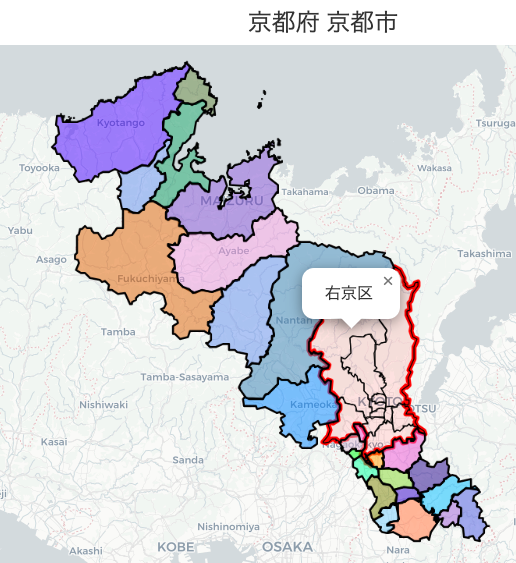 京都府 京都市
Tsuruga
Kyotango
Toyooka
Wakasa
Takahama
Obama
MAIZURU
Yabu
Ayabe
Takashima
Asago
Fukuchiyama
×
右京区
Nantan
Tamba
Tamba-Sasayama
Nishiwaki
Kameoka
KYOTO
OTSU
Kasai
Sanda
Nishinomiya
Akashi
KOBE
OSAKA
Nara